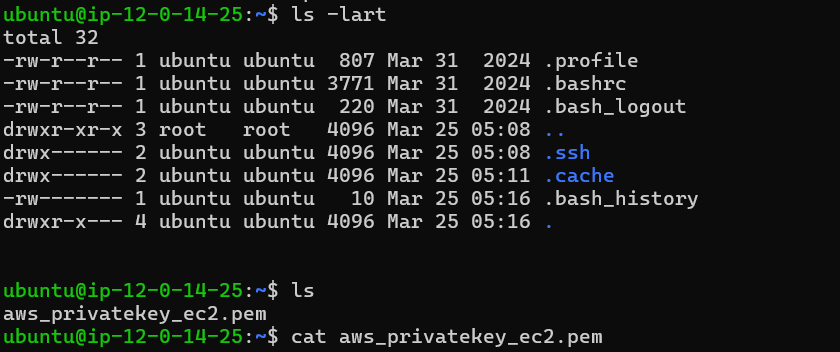 ubuntu@ip-12-0-14-25:~$ ls -lart
total 32
-rw-r--r-- 1 ubuntu ubuntu  807 Mar 31  2024 .profile
-rw-r--r-- 1 ubuntu ubuntu 3771 Mar 31  2024 .bashrc
-rw-r--r-- 1 ubuntu ubuntu  220 Mar 31  2024 .bash_logout
drwxr-xr-x 3 root   root   4096 Mar 25 05:08 ..
drwx------ 2 ubuntu ubuntu 4096 Mar 25 05:08 .ssh
drwx------ 2 ubuntu ubuntu 4096 Mar 25 05:11 .cache
-rw------- 1 ubuntu ubuntu   10 Mar 25 05:16 .bash_history
drwxr-x--- 4 ubuntu ubuntu 4096 Mar 25 05:16 .
ubuntu@ip-12-0-14-25:~$ ls
aws_privatekey_ec2.pem
ubuntu@ip-12-0-14-25:~$ cat aws_privatekey_ec2.pem